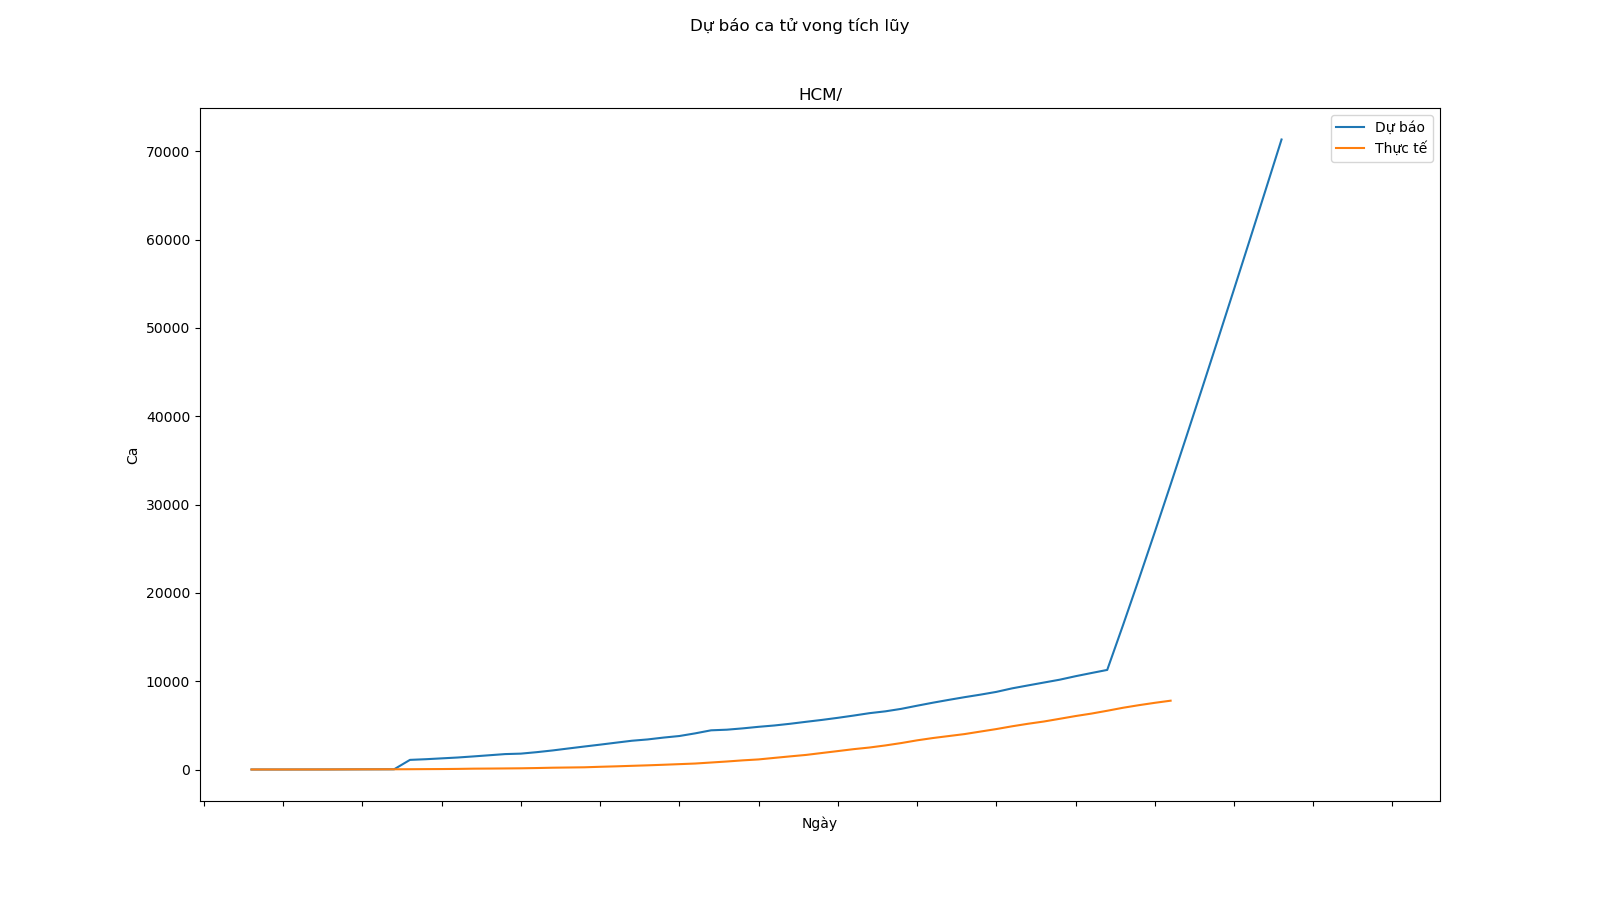 Dự báo ca tử vong tích lũy
HCM/
Dự báo
Thực tế
70000
60000
50000
40000
30000
20000
10000
0
Ca
Ngày